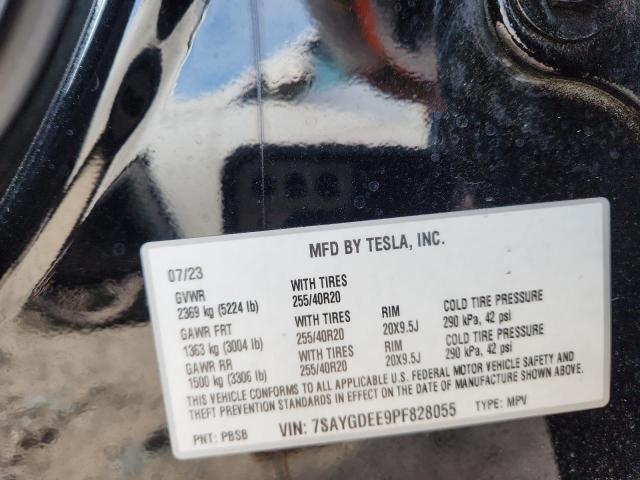 MFD BY TESLA, INC.
07/23
GVWR WITH TIRES
2369 kg (5224 lb) 255/40R20
GAWR FRT WITH TIRES RIM COLD TIRE PRESSURE
1363 kg (3004 lb) 255/40R20 20X9.5J 290 kPa, 42 psi
GAWR RR WITH TIRES RIM COLD TIRE PRESSURE
1500 kg (3306 lb) 255/40R20 20X9.5J 290 kPa, 42 psi
THIS VEHICLE CONFORMS TO ALL APPLICABLE U.S. FEDERAL MOTOR VEHICLE SAFETY AND
THEFT PREVENTION STANDARDS IN EFFECT ON THE DATE OF MANUFACTURE SHOWN ABOVE.
PNT: PBSB VIN: 7SAYGDEE9PF828055 TYPE: MPV